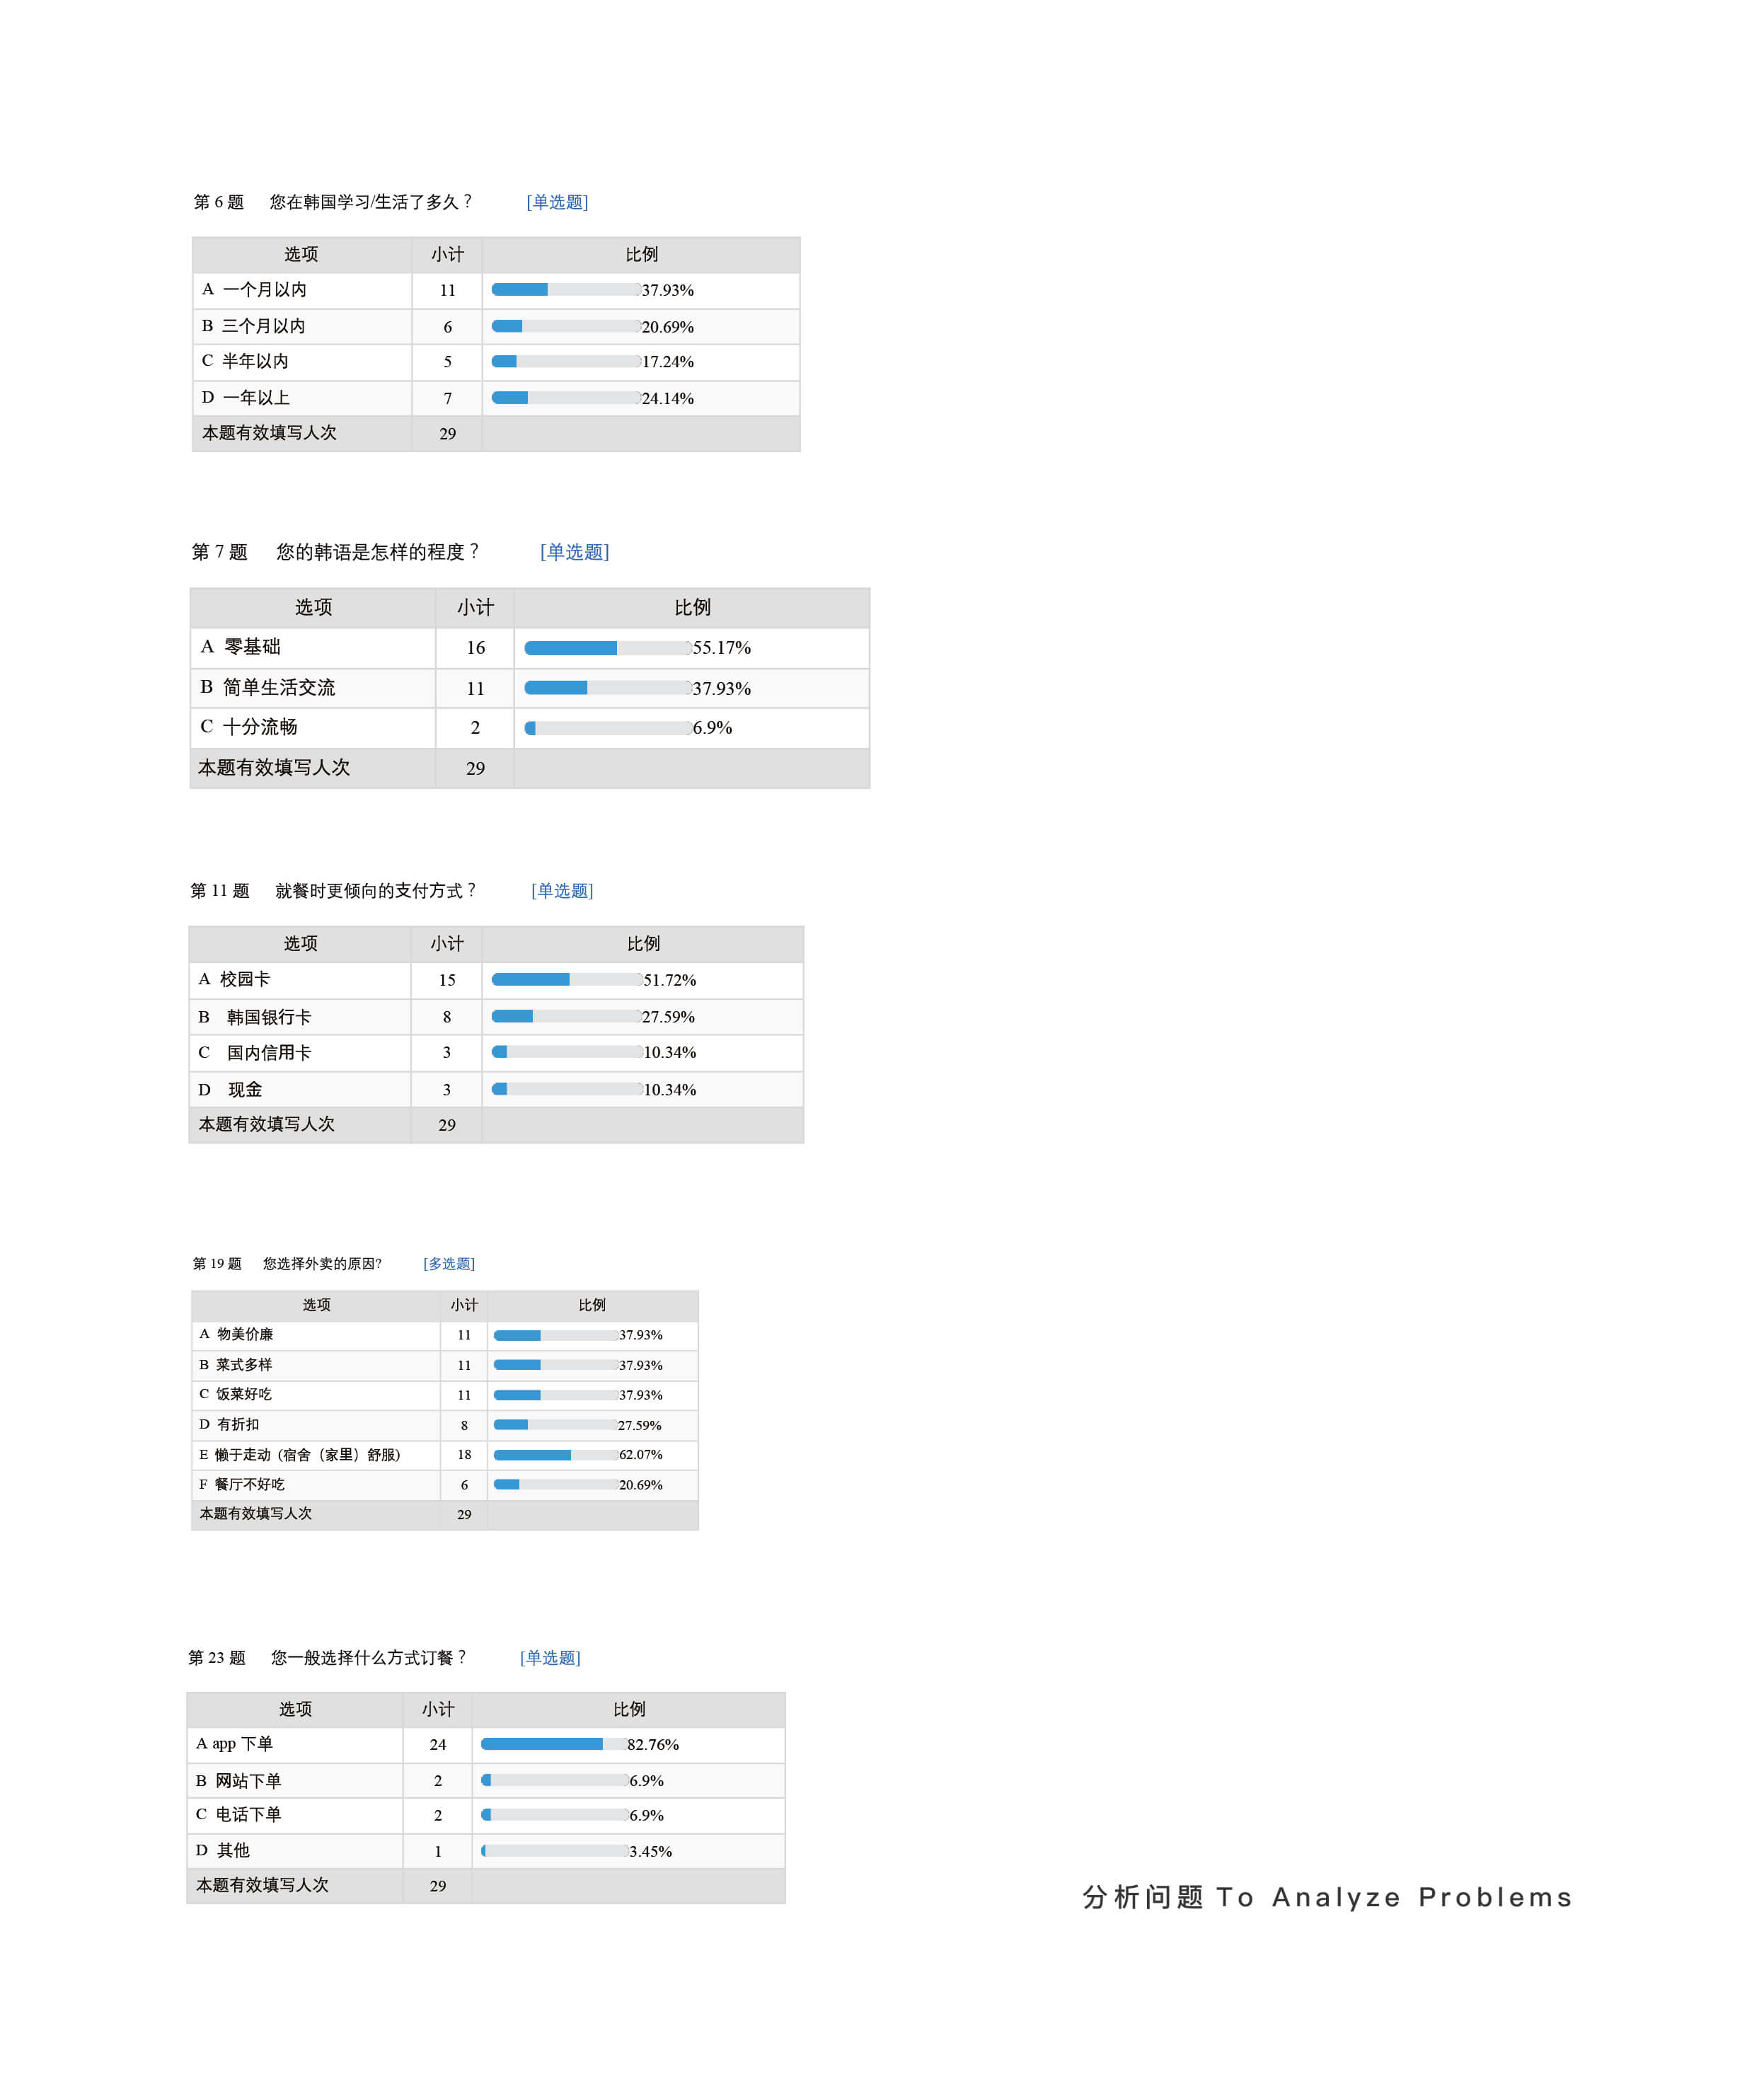 第 6 题 您在韩国学习/生活了多久？ [单选题]
选项 小计 比例
A 一个月以内 11 37.93%
B 三个月以内 6 20.69%
C 半年以内 5 17.24%
D 一年以上 7 24.14%
本题有效填写人次 29
第 7 题 您的韩语是怎样的程度？ [单选题]
选项 小计 比例
A 零基础 16 55.17%
B 简单生活交流 11 37.93%
C 十分流畅 2 6.9%
本题有效填写人次 29
第 11 题 就餐时更倾向的支付方式？ [单选题]
选项 小计 比例
A 校园卡 15 51.72%
B 韩国银行卡 8 27.59%
C 国内信用卡 3 10.34%
D 现金 3 10.34%
本题有效填写人次 29
第 19 题 您选择外卖的原因? [多选题]
选项 小计 比例
A 物美价廉 11 37.93%
B 菜式多样 11 37.93%
C 饭菜好吃 11 37.93%
D 有折扣 8 27.59%
E 懒于走动 (宿舍（家里）舒服) 18 62.07%
F 餐厅不好吃 6 20.69%
本题有效填写人次 29
第 23 题 您一般选择什么方式订餐？ [单选题]
选项 小计 比例
A app 下单 24 82.76%
B 网站下单 2 6.9%
C 电话下单 2 6.9%
D 其他 1 3.45%
本题有效填写人次 29
分析问题 To Analyze Problems